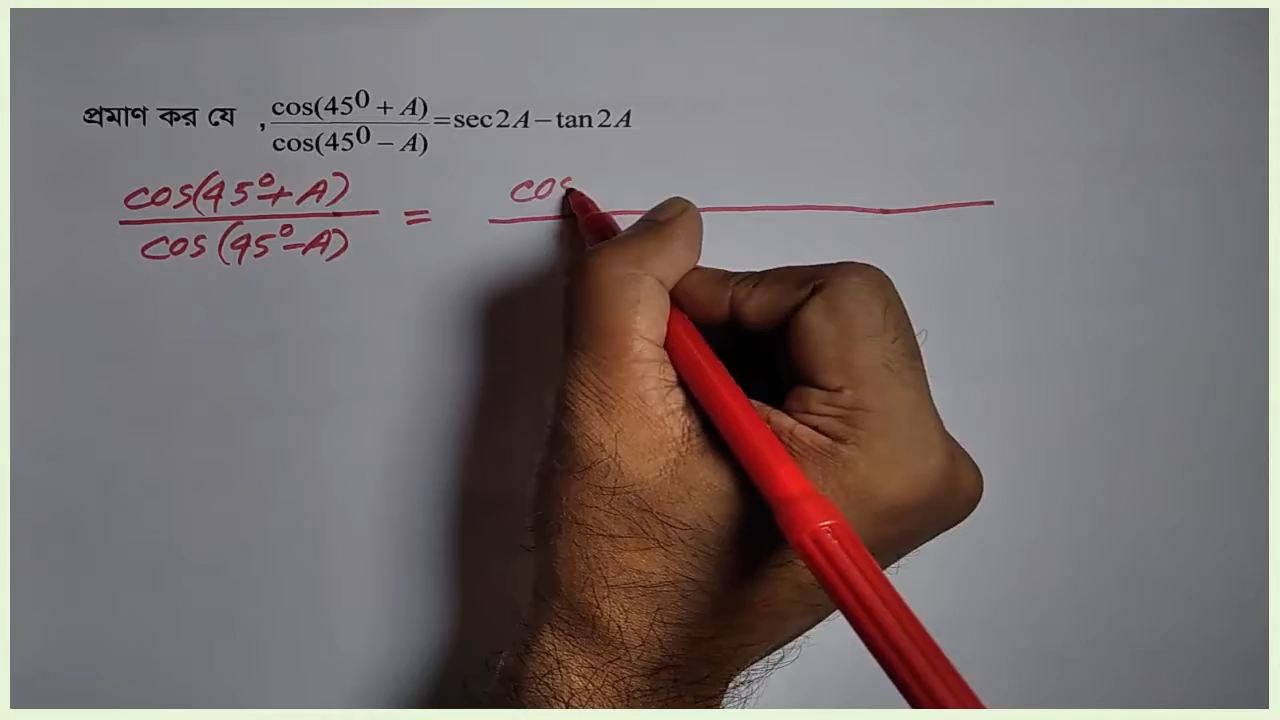 প্রমাণ কর যে , cos(45⁰ + A) / cos(45⁰ − A) = sec2A − tan2A
cos(45° + A) / cos(45° − A) = cos